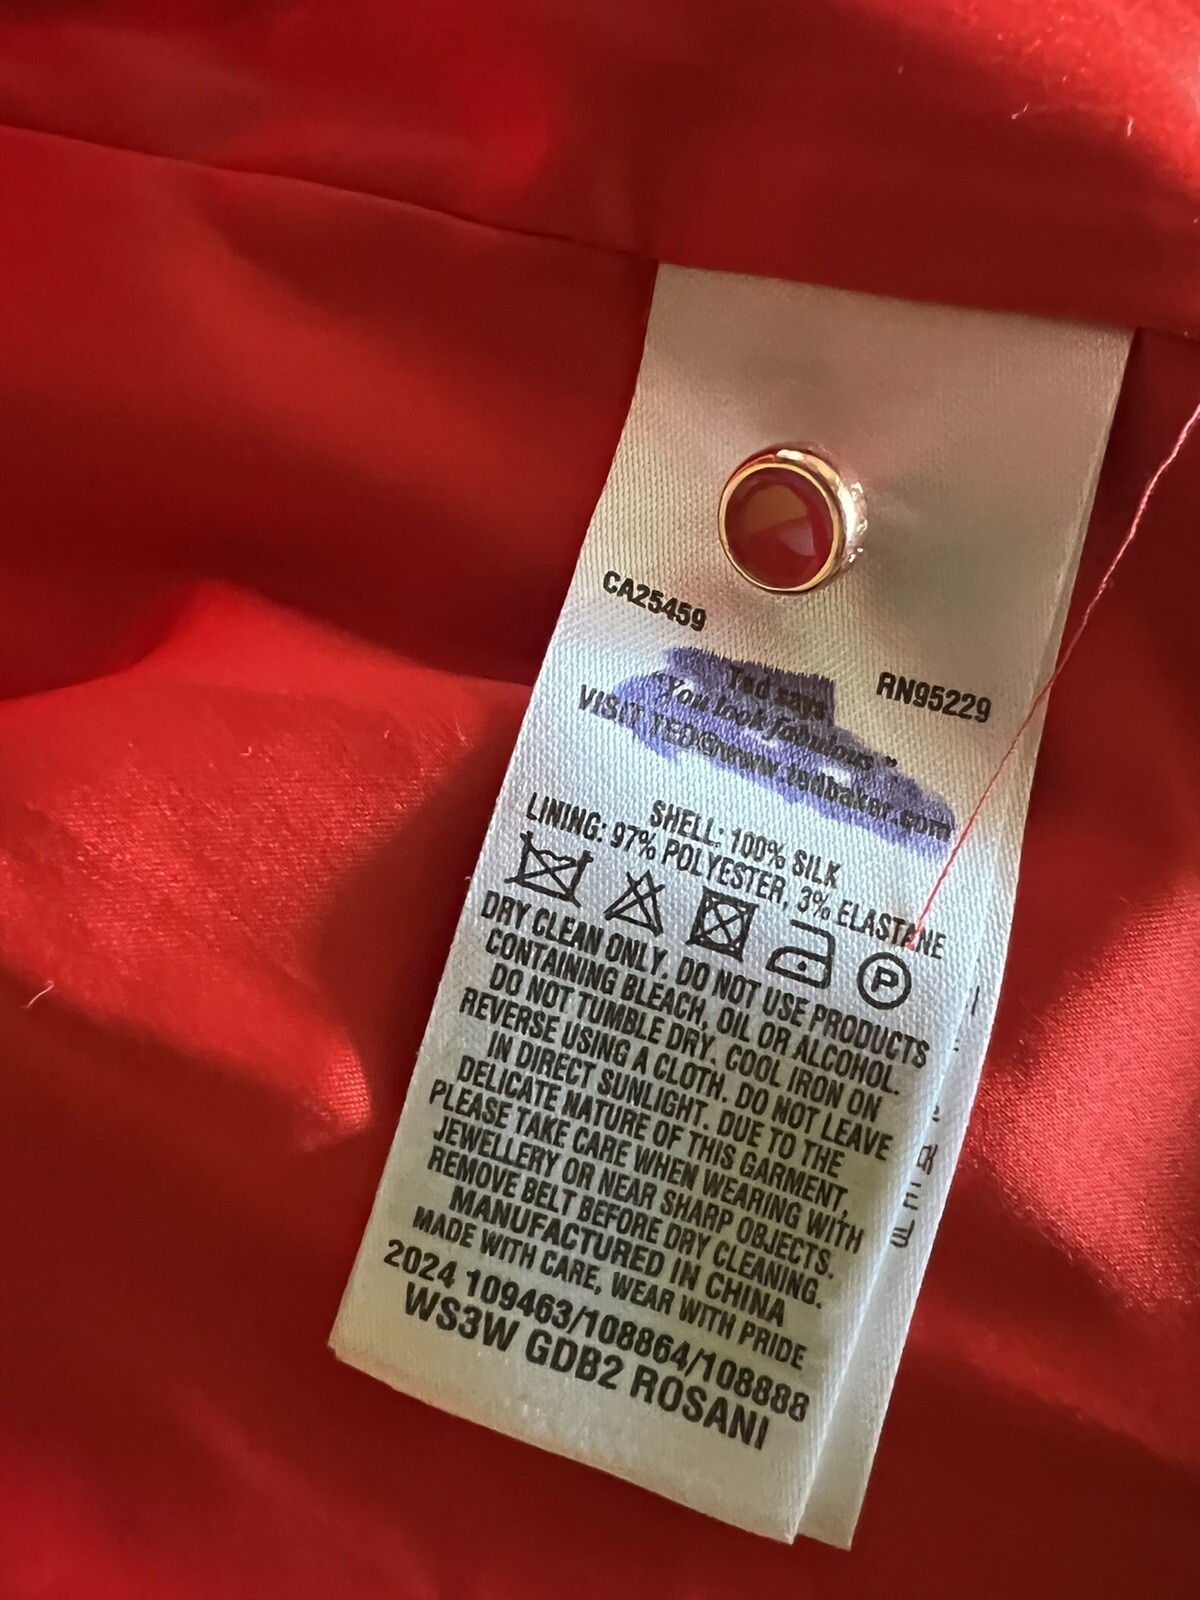 CA25459
RN95229
Ted says
"You look fabulous"
VISIT TED@www.tedbaker.com
SHELL: 100% SILK
LINING: 97% POLYESTER, 3% ELASTANE
P
DRY CLEAN ONLY. DO NOT USE PRODUCTS
CONTAINING BLEACH, OIL OR ALCOHOL.
DO NOT TUMBLE DRY. COOL IRON ON
REVERSE USING A CLOTH. DO NOT LEAVE
IN DIRECT SUNLIGHT. DUE TO THE
DELICATE NATURE OF THIS GARMENT,
PLEASE TAKE CARE WHEN WEARING WITH
JEWELLERY OR NEAR SHARP OBJECTS.
REMOVE BELT BEFORE DRY CLEANING.
MANUFACTURED IN CHINA
MADE WITH CARE, WEAR WITH PRIDE
2024 109463/108864/108888
WS3W GDB2 ROSANI